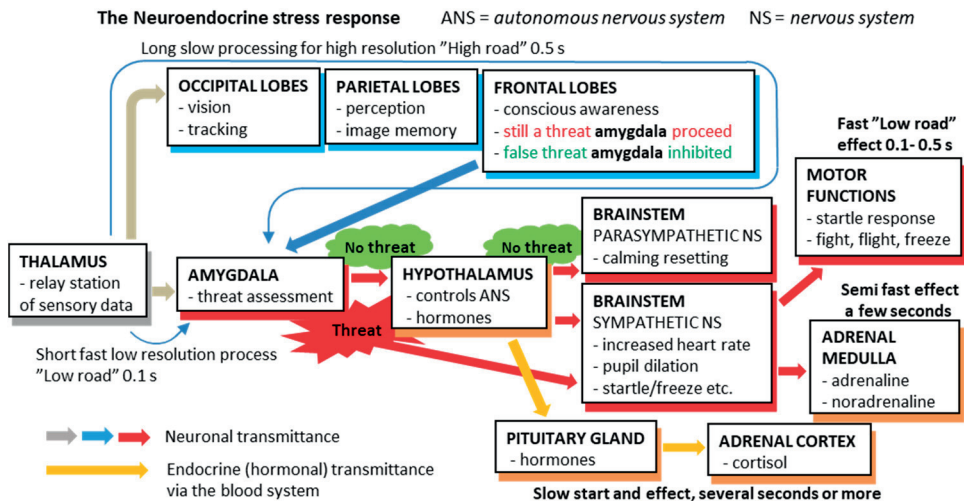 The Neuroendocrine stress response ANS = autonomous nervous system NS = nervous system
Long slow processing for high resolution ”High road” 0.5 s
OCCIPITAL LOBES
- vision
- tracking
PARIETAL LOBES
- perception
- image memory
FRONTAL LOBES
- conscious awareness
- still a threat amygdala proceed
- false threat amygdala inhibited
Fast ”Low road”
effect 0.1- 0.5 s
MOTOR
FUNCTIONS
- startle response
- fight, flight, freeze
THALAMUS
- relay station
of sensory data
AMYGDALA
- threat assessment
No threat
HYPOTHALAMUS
- controls ANS
- hormones
No threat
BRAINSTEM
PARASYMPATHETIC NS
- calming resetting
Threat
BRAINSTEM
SYMPATHETIC NS
- increased heart rate
- pupil dilation
- startle/freeze etc.
Semi fast effect
a few seconds
ADRENAL
MEDULLA
- adrenaline
- noradrenaline
Short fast low resolution process
”Low road” 0.1 s
Neuronal transmittance
Endocrine (hormonal) transmittance
via the blood system
PITUITARY GLAND
- hormones
ADRENAL CORTEX
- cortisol
Slow start and effect, several seconds or more